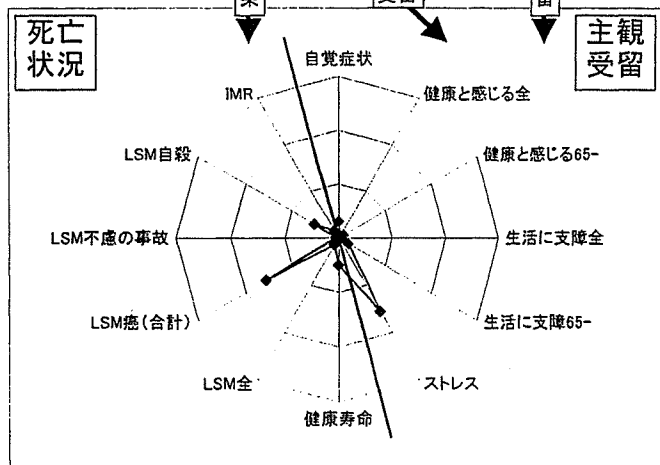 受留
死亡
状況
主観
受留
自覚症状
IMR
健康と感じる全
LSM自殺
健康と感じる65-
LSM不慮の事故
生活に支障全
LSM癌(合計)
生活に支障65-
LSM全
ストレス
健康寿命